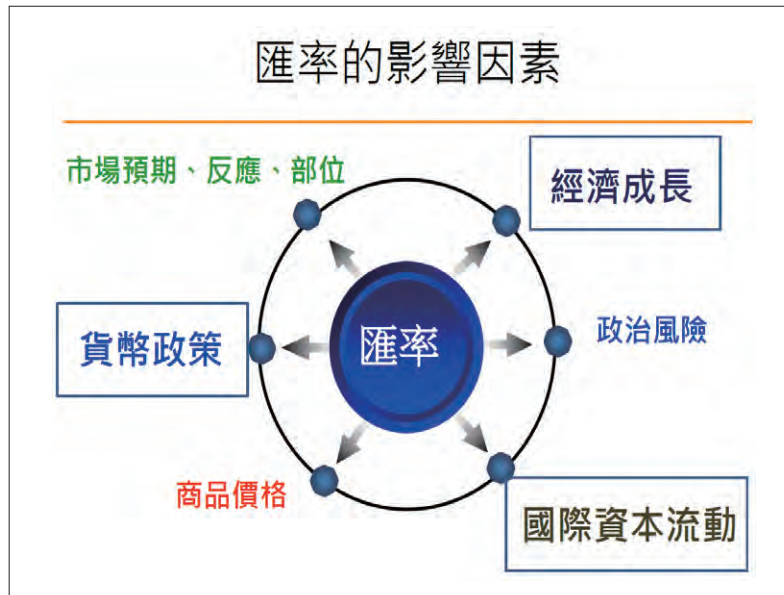 匯率的影響因素
市場預期、反應、部位
經濟成長
貨幣政策
匯率
政治風險
商品價格
國際資本流動